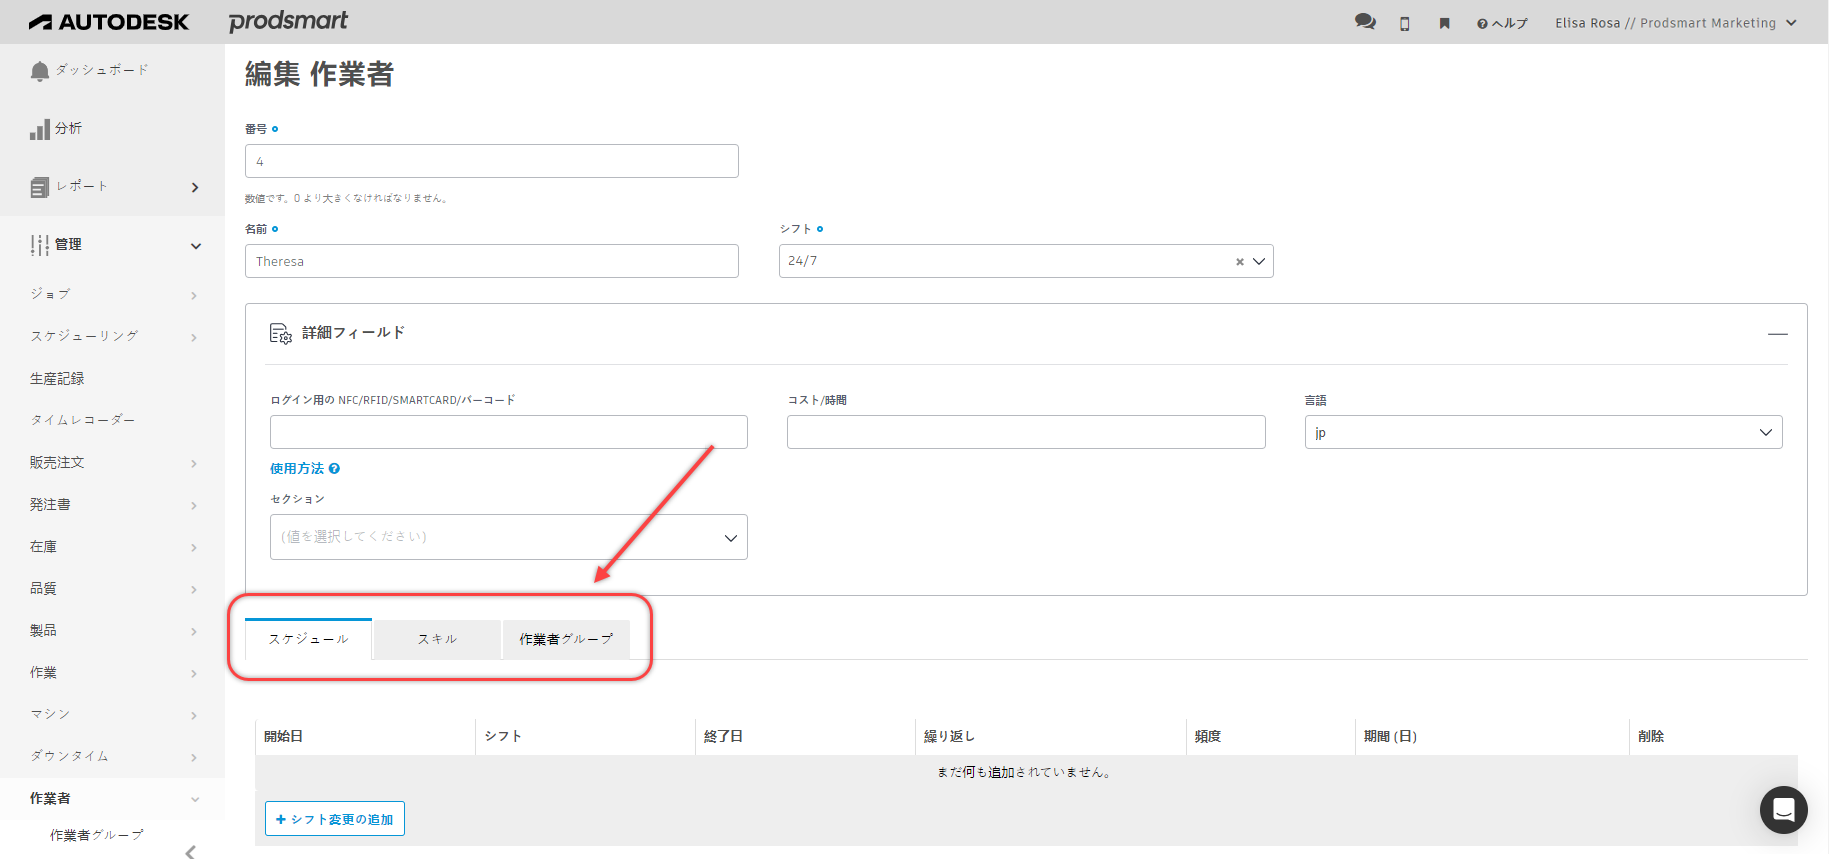 AUTODESK prodsmart
ヘルプ Elisa Rosa // Prodsmart Marketing
ダッシュボード
分析
レポート
管理
ジョブ
スケジューリング
生産記録
タイムレコーダー
販売注文
発注書
在庫
品質
製品
作業
マシン
ダウンタイム
作業者
作業者グループ
編集 作業者
番号
4
数値です。0 より大きくなければなりません。
名前 シフト
Theresa 24/7
詳細フィールド
ログイン用の NFC/RFID/SMARTCARD/バーコード コスト/時間 言語
jp
使用方法
セクション
(値を選択してください)
スケジュール スキル 作業者グループ
開始日 シフト 終了日 繰り返し 頻度 期間 (日) 削除
まだ何も追加されていません。
+ シフト変更の追加